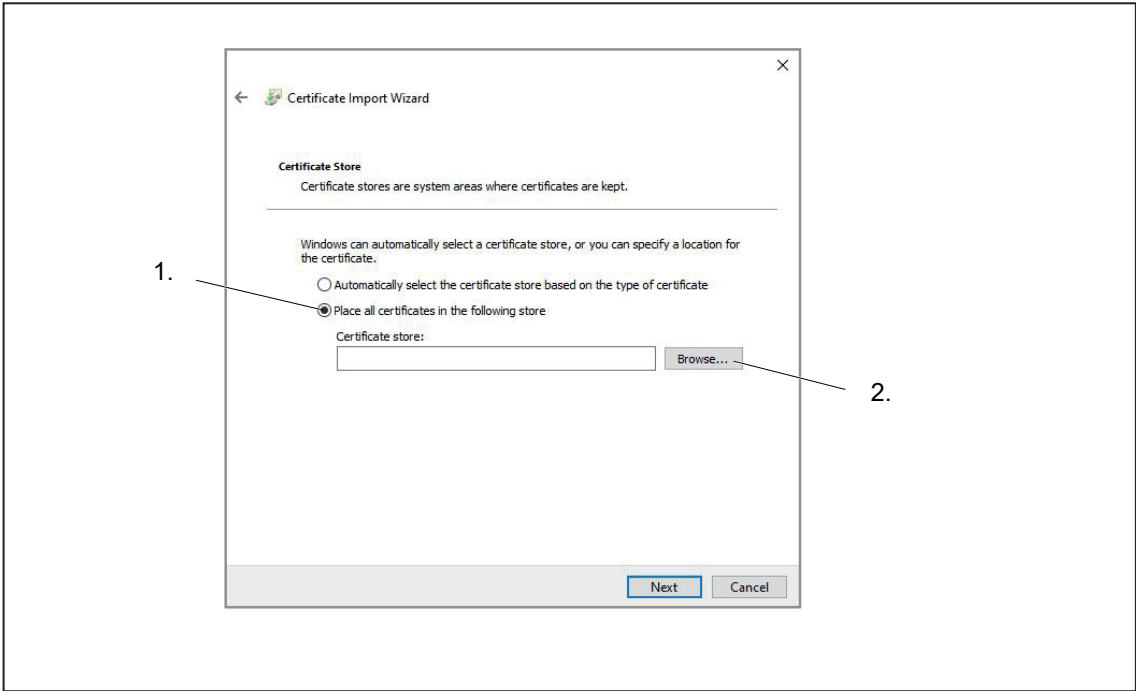 Certificate Import Wizard
Certificate Store
Certificate stores are system areas where certificates are kept.
Windows can automatically select a certificate store, or you can specify a location for
the certificate.
1.
Automatically select the certificate store based on the type of certificate
Place all certificates in the following store
Certificate store:
Browse...
2.
Next
Cancel